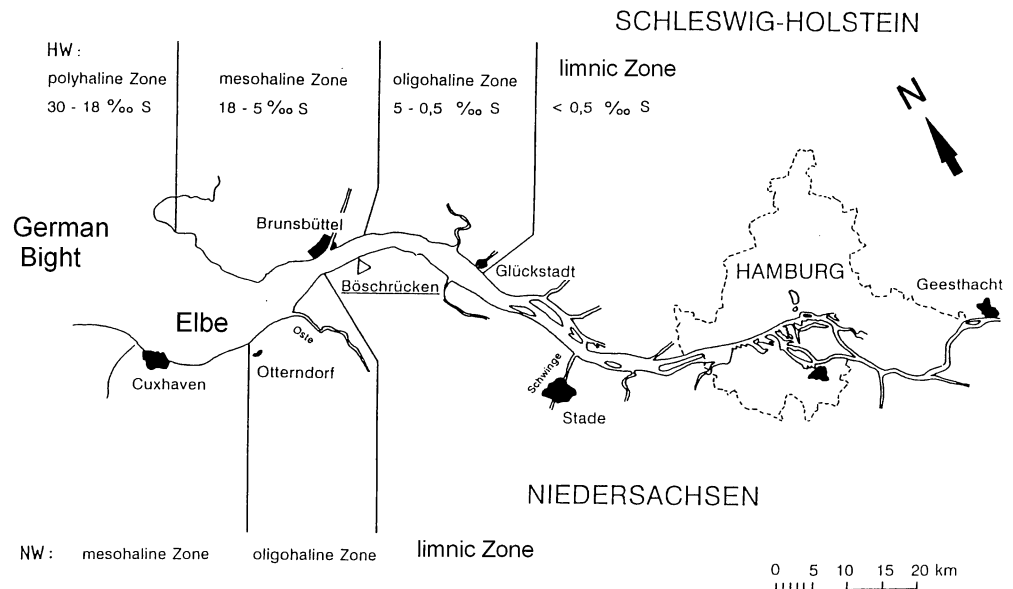 SCHLESWIG-HOLSTEIN
HW:
polyhaline Zone
30 - 18 ‰ S
mesohaline Zone
18 - 5 ‰ S
oligohaline Zone
5 - 0,5 ‰ S
limnic Zone
< 0,5 ‰ S
N
German
Bight
Brunsbüttel
Böschrücken
Glückstadt
HAMBURG
Geesthacht
Elbe
Oste
Cuxhaven
Otterndorf
Schwinge
Stade
NIEDERSACHSEN
NW: mesohaline Zone oligohaline Zone limnic Zone
0 5 10 15 20 km